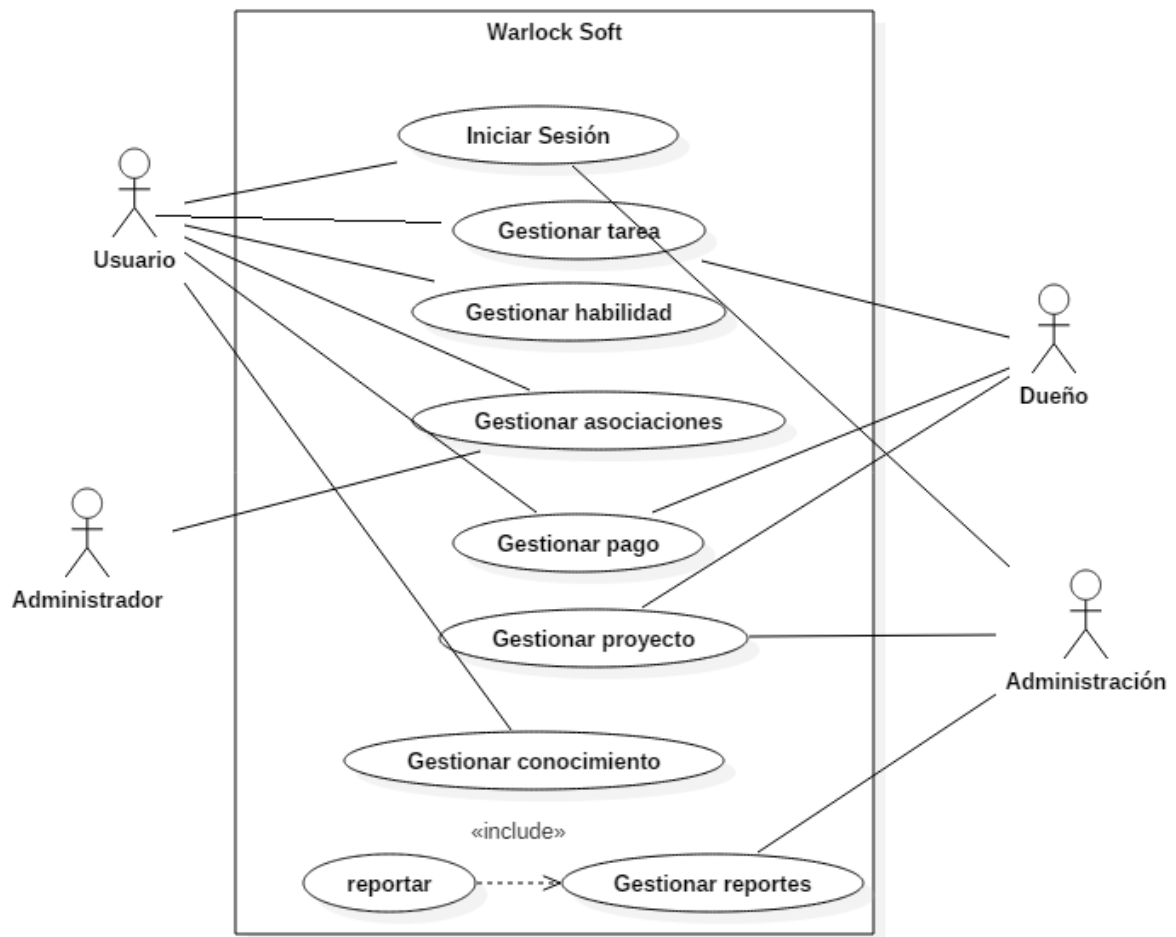 Warlock Soft
Iniciar Sesión
Usuario
Gestionar tarea
Gestionar habilidad
Dueño
Gestionar asociaciones
Gestionar pago
Administrador
Gestionar proyecto
Administración
Gestionar conocimiento
«include»
reportar
Gestionar reportes